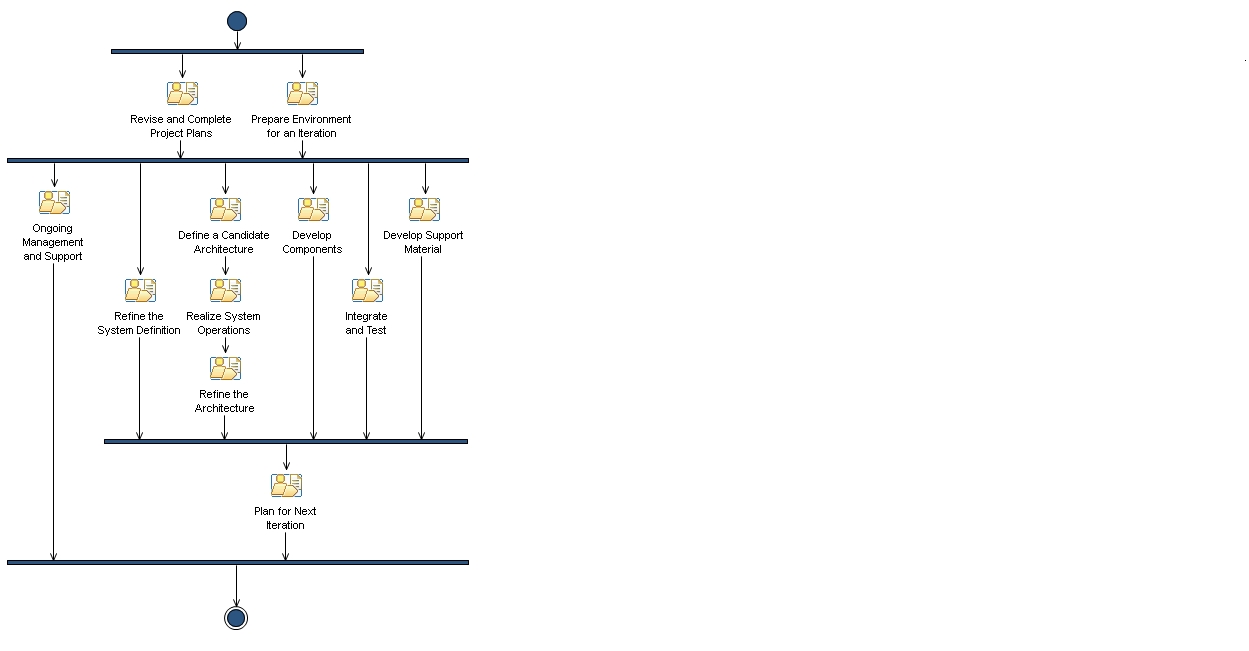 Revise and Complete
Project Plans
Prepare Environment
for an Iteration
Ongoing
Management
and Support
Define a Candidate
Architecture
Develop
Components
Develop Support
Material
Refine the
System Definition
Realize System
Operations
Integrate
and Test
Refine the
Architecture
Plan for Next
Iteration